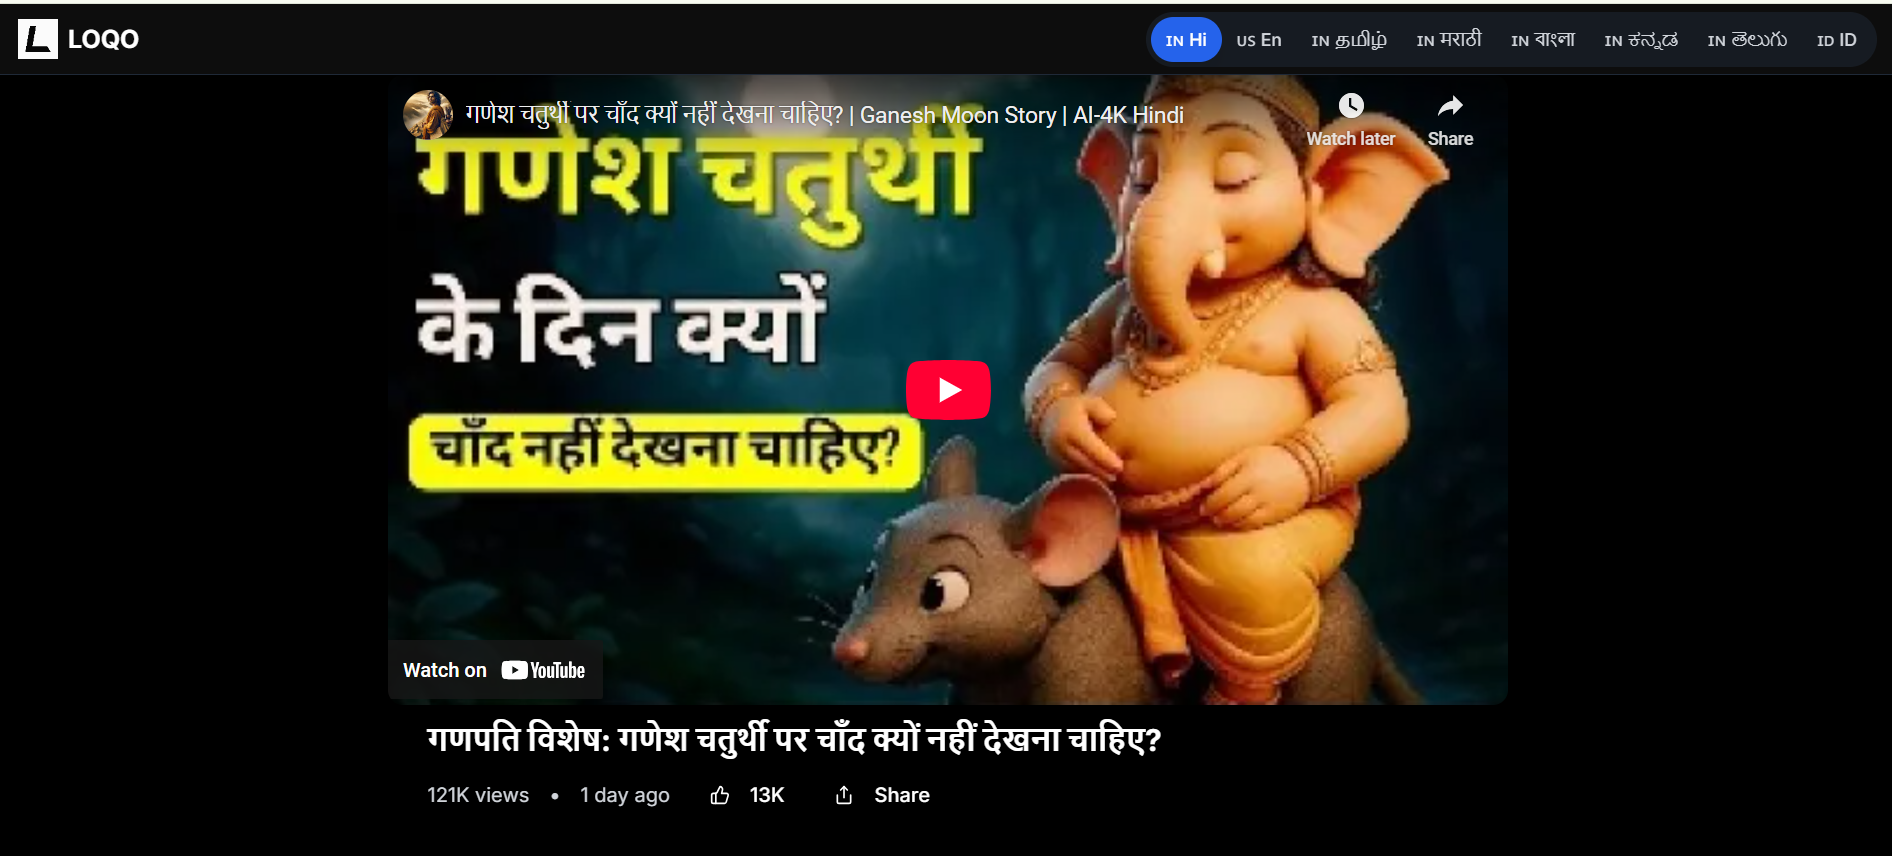 LOQO
IN Hi US En IN தமிழ் IN मराठी IN বাংলা IN ಕನ್ನಡ IN తెలుగు ID ID
गणेश चतुर्थी पर चाँद क्यों नहीं देखना चाहिए? | Ganesh Moon Story | AI-4K Hindi
Watch later Share
गणेश चतुर्थी
के दिन क्यों
चाँद नहीं देखना चाहिए?
Watch on YouTube
गणपति विशेष: गणेश चतुर्थी पर चाँद क्यों नहीं देखना चाहिए?
121K views • 1 day ago 13K Share